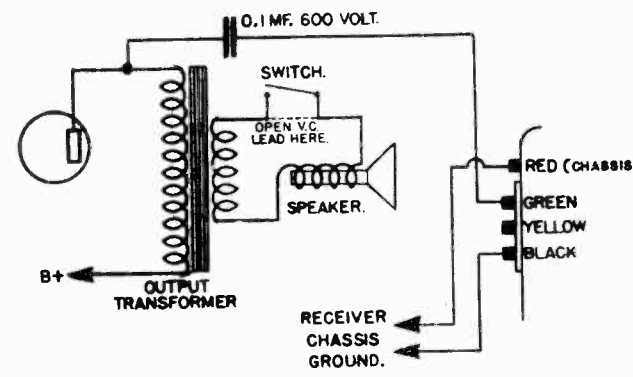 0.1 MF. 600 VOLT.
SWITCH.
OPEN V.C.
LEAD HERE.
SPEAKER.
RED (CHASSIS
GREEN
YELLOW
BLACK
B+
OUTPUT
TRANSFORMER
RECEIVER
CHASSIS
GROUND.